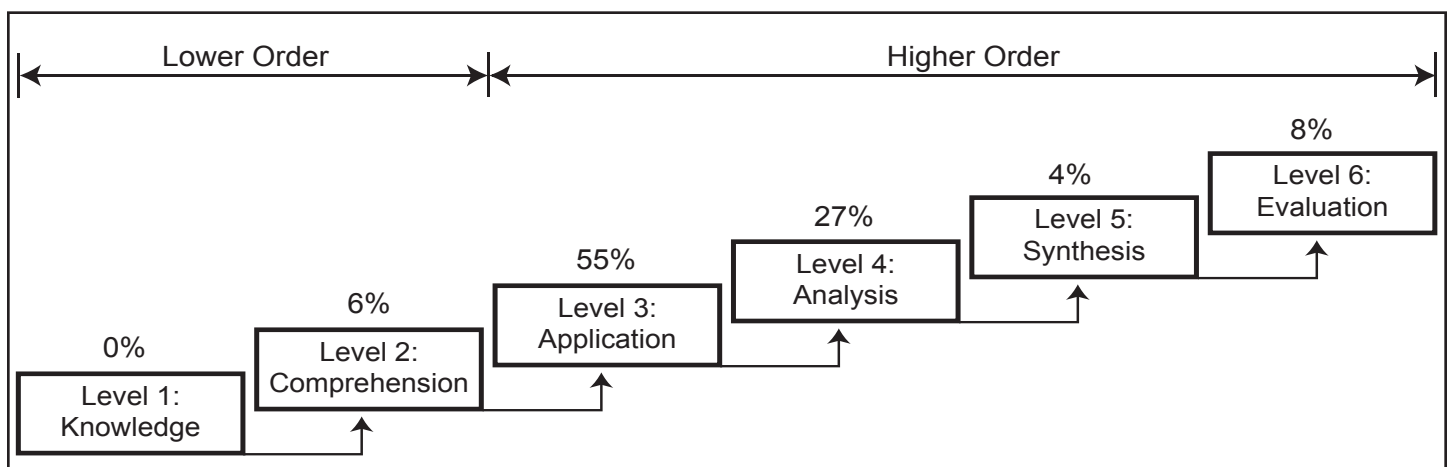 Lower Order
Higher Order
8%
Level 6:
Evaluation
4%
Level 5:
Synthesis
27%
Level 4:
Analysis
55%
Level 3:
Application
6%
Level 2:
Comprehension
0%
Level 1:
Knowledge